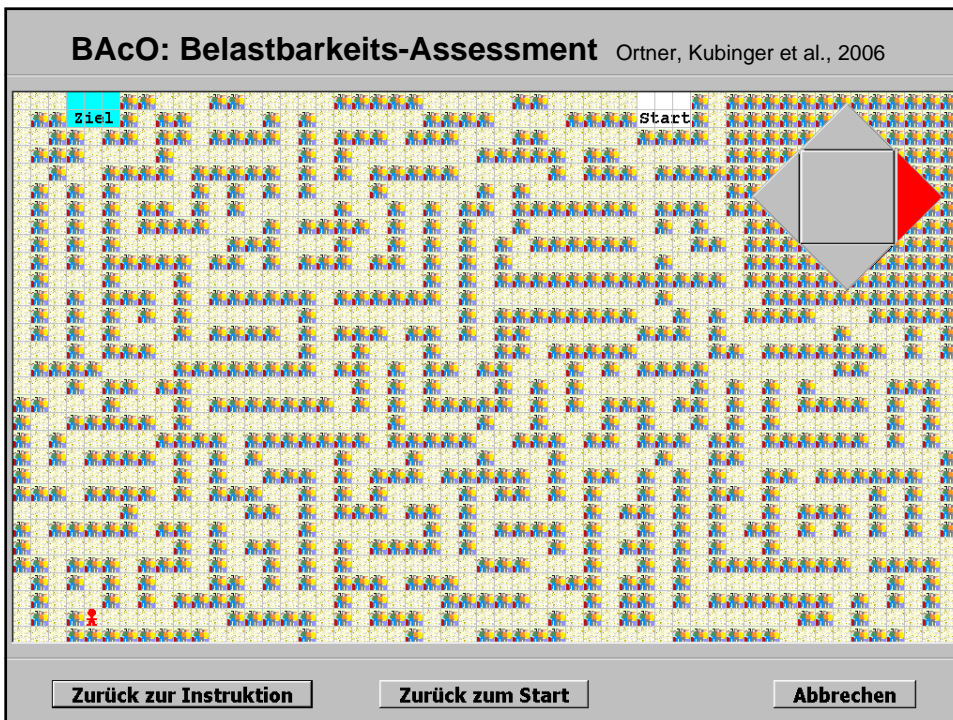 BAcO: Belastbarkeits-Assessment Ortner, Kubinger et al., 2006
Ziel Start
Zurück zur Instruktion Zurück zum Start Abbrechen